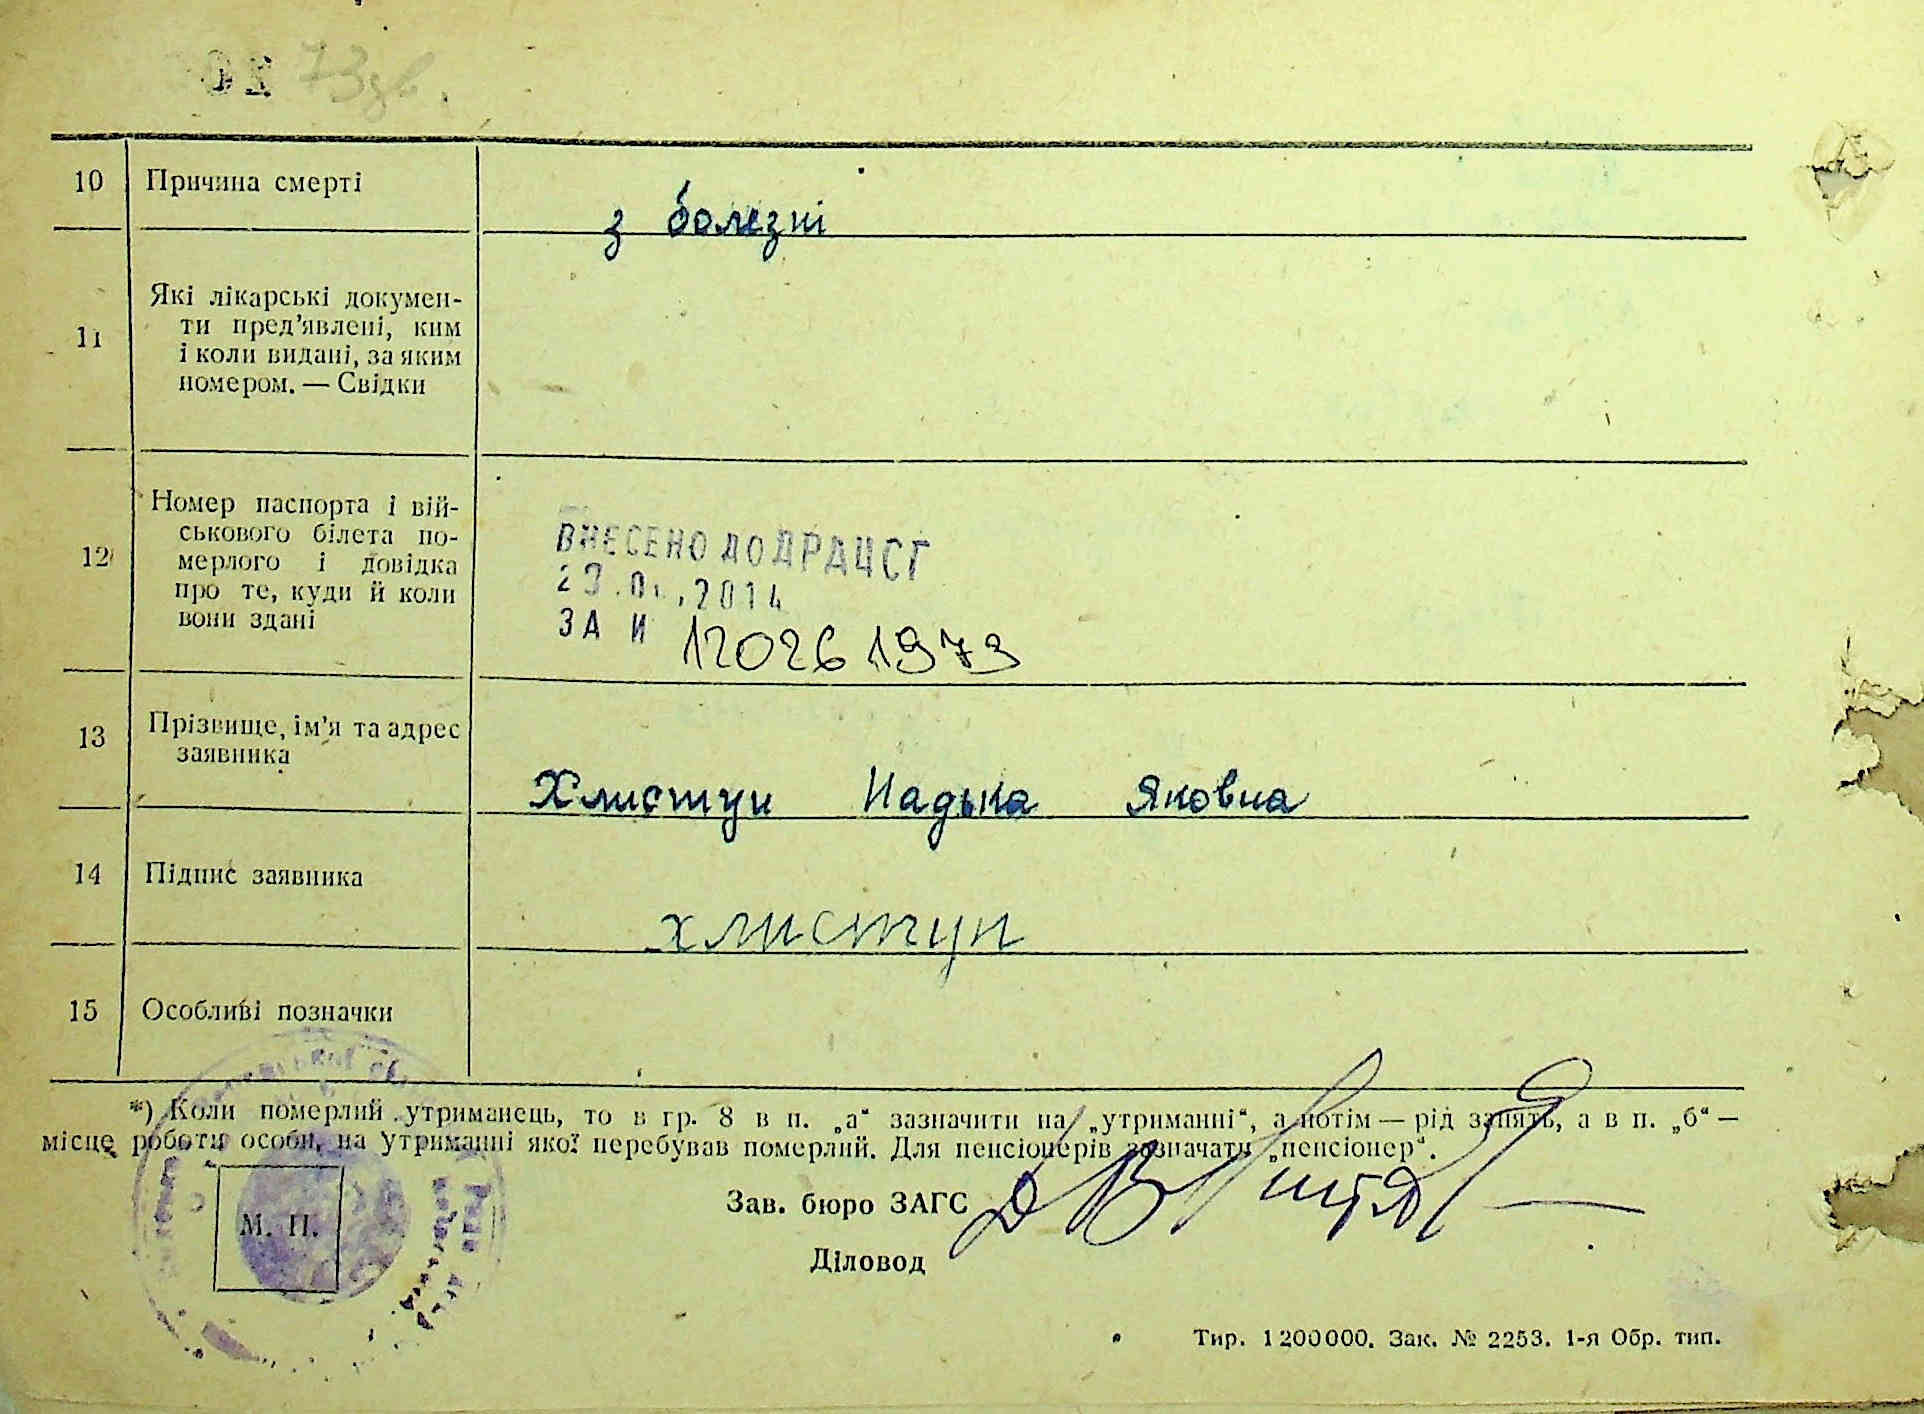 73зв.
10 Причина смерті
з болезні
11 Які лікарські докумен-
ти пред'явлені, ким
і коли видані, за яким
номером. — Свідки
12 Номер паспорта і вій-
ськового білета по-
мерлого і довідка
про те, куди й коли
вони здані
ВНЕСЕНО ДО ДРАЦСГ
2014
ЗА И 12026 1973
13 Прізвище, ім'я та адрес
заявника
Хлистун Надька Яковна
14 Підпис заявника
хлистун
15 Особливі позначки
*) Коли померлий утриманець, то в гр. 8 в п. „а“ зазначити на „утриманні“, а потім — рід занять, а в п. „б“ —
місце роботи особи, на утриманні якої перебував померлий. Для пенсіонерів зазначати „пенсіонер“.
Зав. бюро ЗАГС
М. П.
Діловод
Тир. 1200000. Зак. № 2253. 1-я Обр. тип.